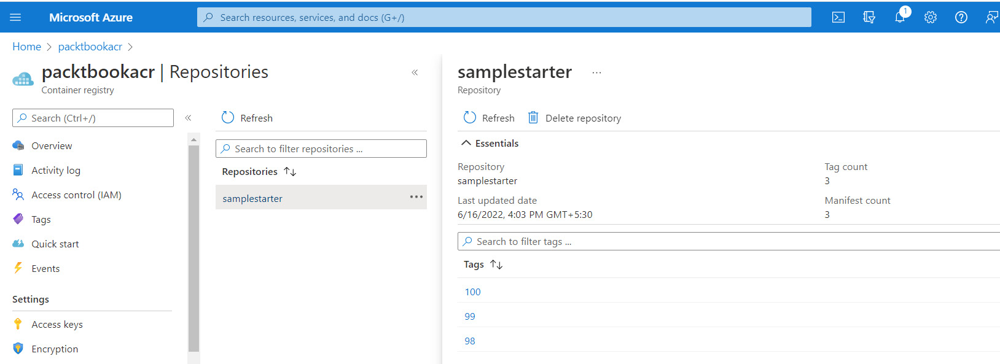 Microsoft Azure
Search resources, services, and docs (G+/)
1
Home > packtbookacr >
packtbookacr | Repositories
Container registry
Search (Ctrl+/)
Overview
Activity log
Access control (IAM)
Tags
Quick start
Events
Settings
Access keys
Encryption
Refresh
Search to filter repositories ...
Repositories
samplestarter
samplestarter
Repository
Refresh
Delete repository
Essentials
Repository
samplestarter
Last updated date
6/16/2022, 4:03 PM GMT+5:30
Tag count
3
Manifest count
3
Search to filter tags ...
Tags
100
99
98